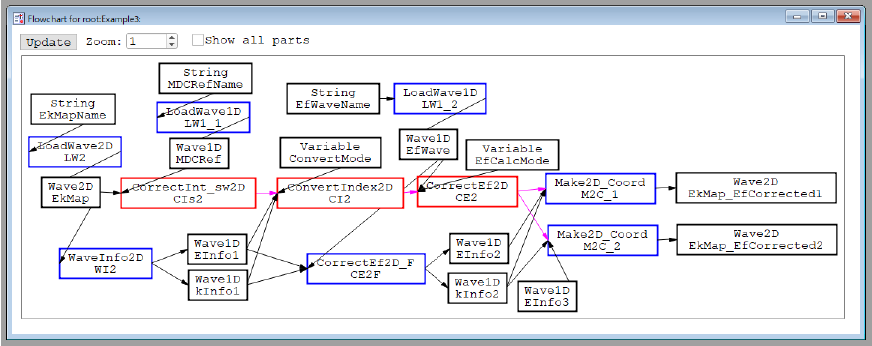 Flowchart for root:Example3:
Update
Zoom: 1
Show all parts
String
MDCRefName
String
EkMapName
String
EfWaveName
LoadWave1D
LW1_2
LoadWave1D
LW1_1
LoadWave2D
LW2
Wave1D
MDCRef
Variable
ConvertMode
Wave1D
EfWave
Variable
EfCalcMode
Wave2D
EkMap
CorrectInt_sw2D
CIs2
ConvertIndex2D
CI2
CorrectEf2D
CE2
Make2D_Coord
M2C_1
Wave2D
EkMap_EfCorrected1
WaveInfo2D
WI2
Wave1D
EInfo1
Wave1D
kInfo1
CorrectEf2D_F
CE2F
Wave1D
EInfo2
Wave1D
kInfo2
Make2D_Coord
M2C_2
Wave2D
EkMap_EfCorrected2
Wave1D
EInfo3